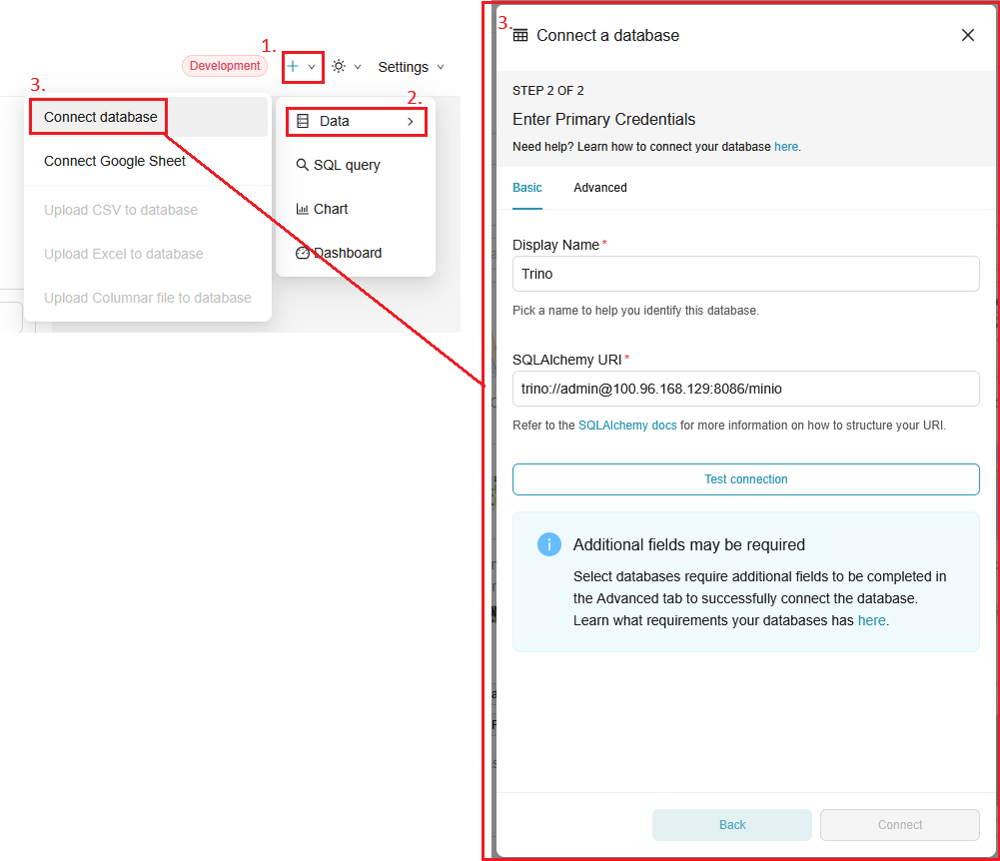 1.
Development
Settings
2.
3.
Data
SQL query
Chart
Dashboard
Connect database
Connect Google Sheet
Upload CSV to database
Upload Excel to database
Upload Columnar file to database
3.
Connect a database
STEP 2 OF 2
Enter Primary Credentials
Need help? Learn how to connect your database here.
Basic Advanced
Display Name *
Trino
Pick a name to help you identify this database.
SQLAlchemy URI *
trino://admin@100.96.168.129:8086/minio
Refer to the SQLAlchemy docs for more information on how to structure your URI.
Test connection
Additional fields may be required
Select databases require additional fields to be completed in
the Advanced tab to successfully connect the database.
Learn what requirements your databases has here.
Back Connect